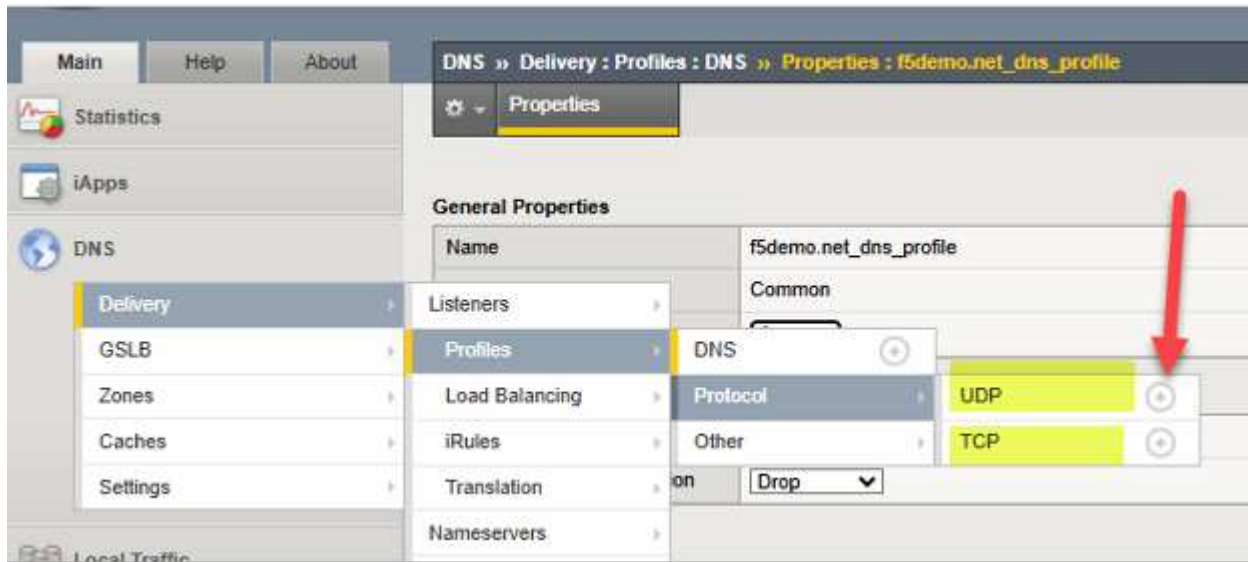 Main Help About
DNS » Delivery : Profiles : DNS » Properties : f5demo.net_dns_profile
Properties
Statistics
iApps
General Properties
DNS
Name f5demo.net_dns_profile
Delivery
Listeners
Common
GSLB
Profiles
DNS
Zones
Load Balancing
Protocol
UDP
Caches
iRules
Other
TCP
Settings
Translation
on Drop
Nameservers
Local Traffic